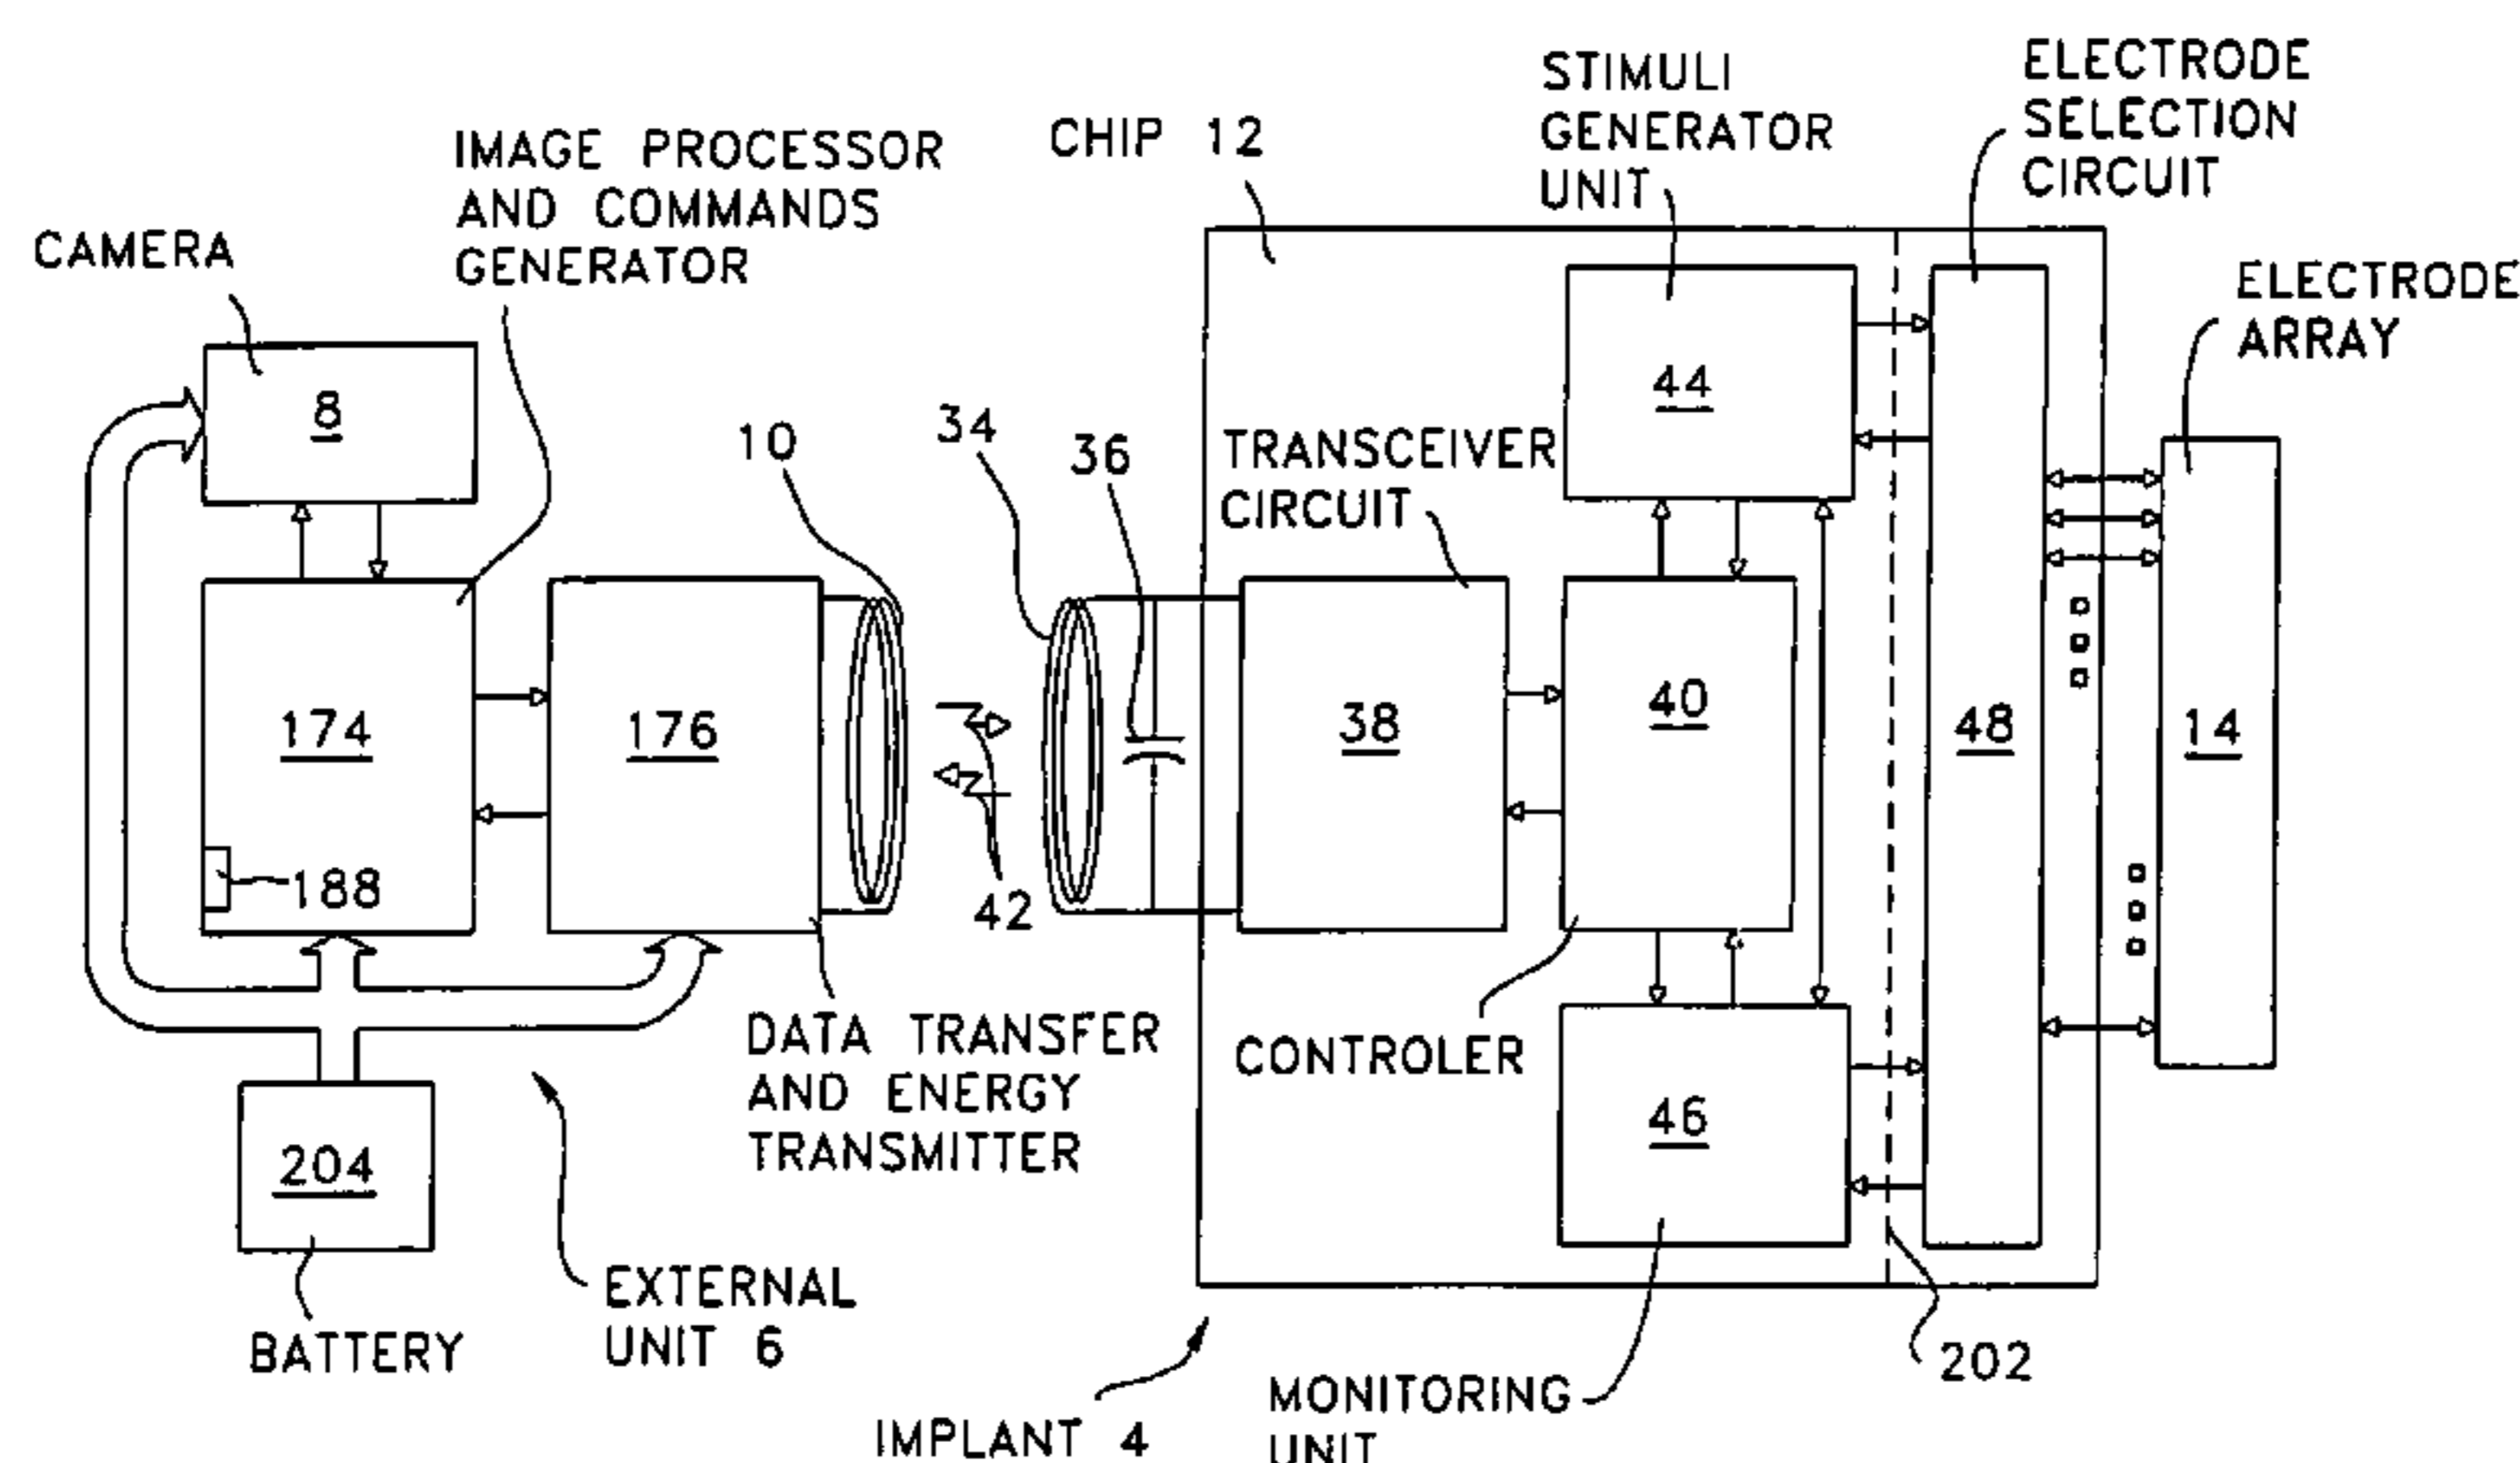 STIMULI
GENERATOR
UNIT
ELECTRODE
SELECTION
CIRCUIT
IMAGE PROCESSOR
AND COMMANDS
GENERATOR
CHIP 12
CAMERA
ELECTRODE
ARRAY
8
10
34
36
TRANSCEIVER
CIRCUIT
44
174
176
38
40
48
14
188
42
DATA TRANSFER
AND ENERGY
TRANSMITTER
CONTROLER
46
204
BATTERY
EXTERNAL
UNIT 6
IMPLANT 4
MONITORING
UNIT
202